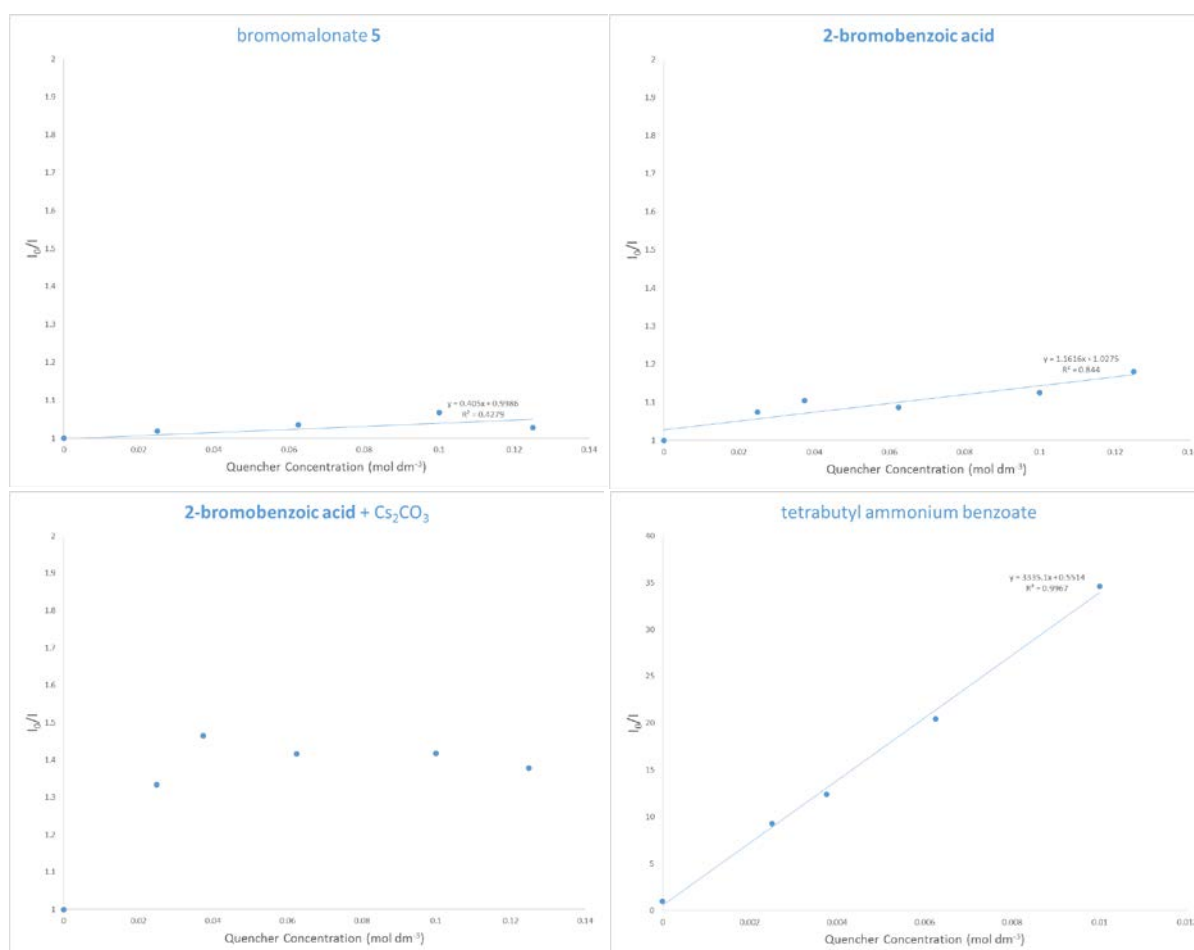 bromomalonate 5
2
1.9
1.8
1.7
1.6
1.5
1.4
1.3
1.2
1.1
1
I₀/I
y = 0.405x + 0.9986
R² = 0.4279
0 0.02 0.04 0.06 0.08 0.1 0.12 0.14
Quencher Concentration (mol dm⁻³)
2-bromobenzoic acid
2
1.9
1.8
1.7
1.6
1.5
1.4
1.3
1.2
1.1
1
I₀/I
y = 1.1616x + 1.0275
R² = 0.844
0 0.02 0.04 0.06 0.08 0.1 0.12
Quencher Concentration (mol dm⁻³)
2-bromobenzoic acid + Cs₂CO₃
2
1.9
1.8
1.7
1.6
1.5
1.4
1.3
1.2
1.1
1
I₀/I
0 0.02 0.04 0.06 0.08 0.1 0.12 0.14
Quencher Concentration (mol dm⁻³)
tetrabutyl ammonium benzoate
40
35
30
25
20
15
10
5
0
I₀/I
y = 3335.1x + 0.5514
R² = 0.9967
0 0.002 0.004 0.006 0.008 0.01
Quencher Concentration (mol dm⁻³)